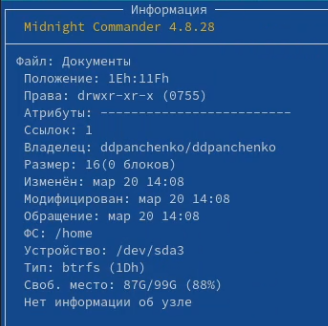 Информация
Midnight Commander 4.8.28
Файл: Документы
Положение: 1Eh:11Fh
Права: drwxr-xr-x (0755)
Атрибуты: -------------------------
Ссылок: 1
Владелец: ddpanchenko/ddpanchenko
Размер: 16(0 блоков)
Изменён: мар 20 14:08
Модифицирован: мар 20 14:08
Обращение: мар 20 14:08
ФС: /home
Устройство: /dev/sda3
Тип: btrfs (1Dh)
Своб. место: 87G/99G (88%)
Нет информации об узле